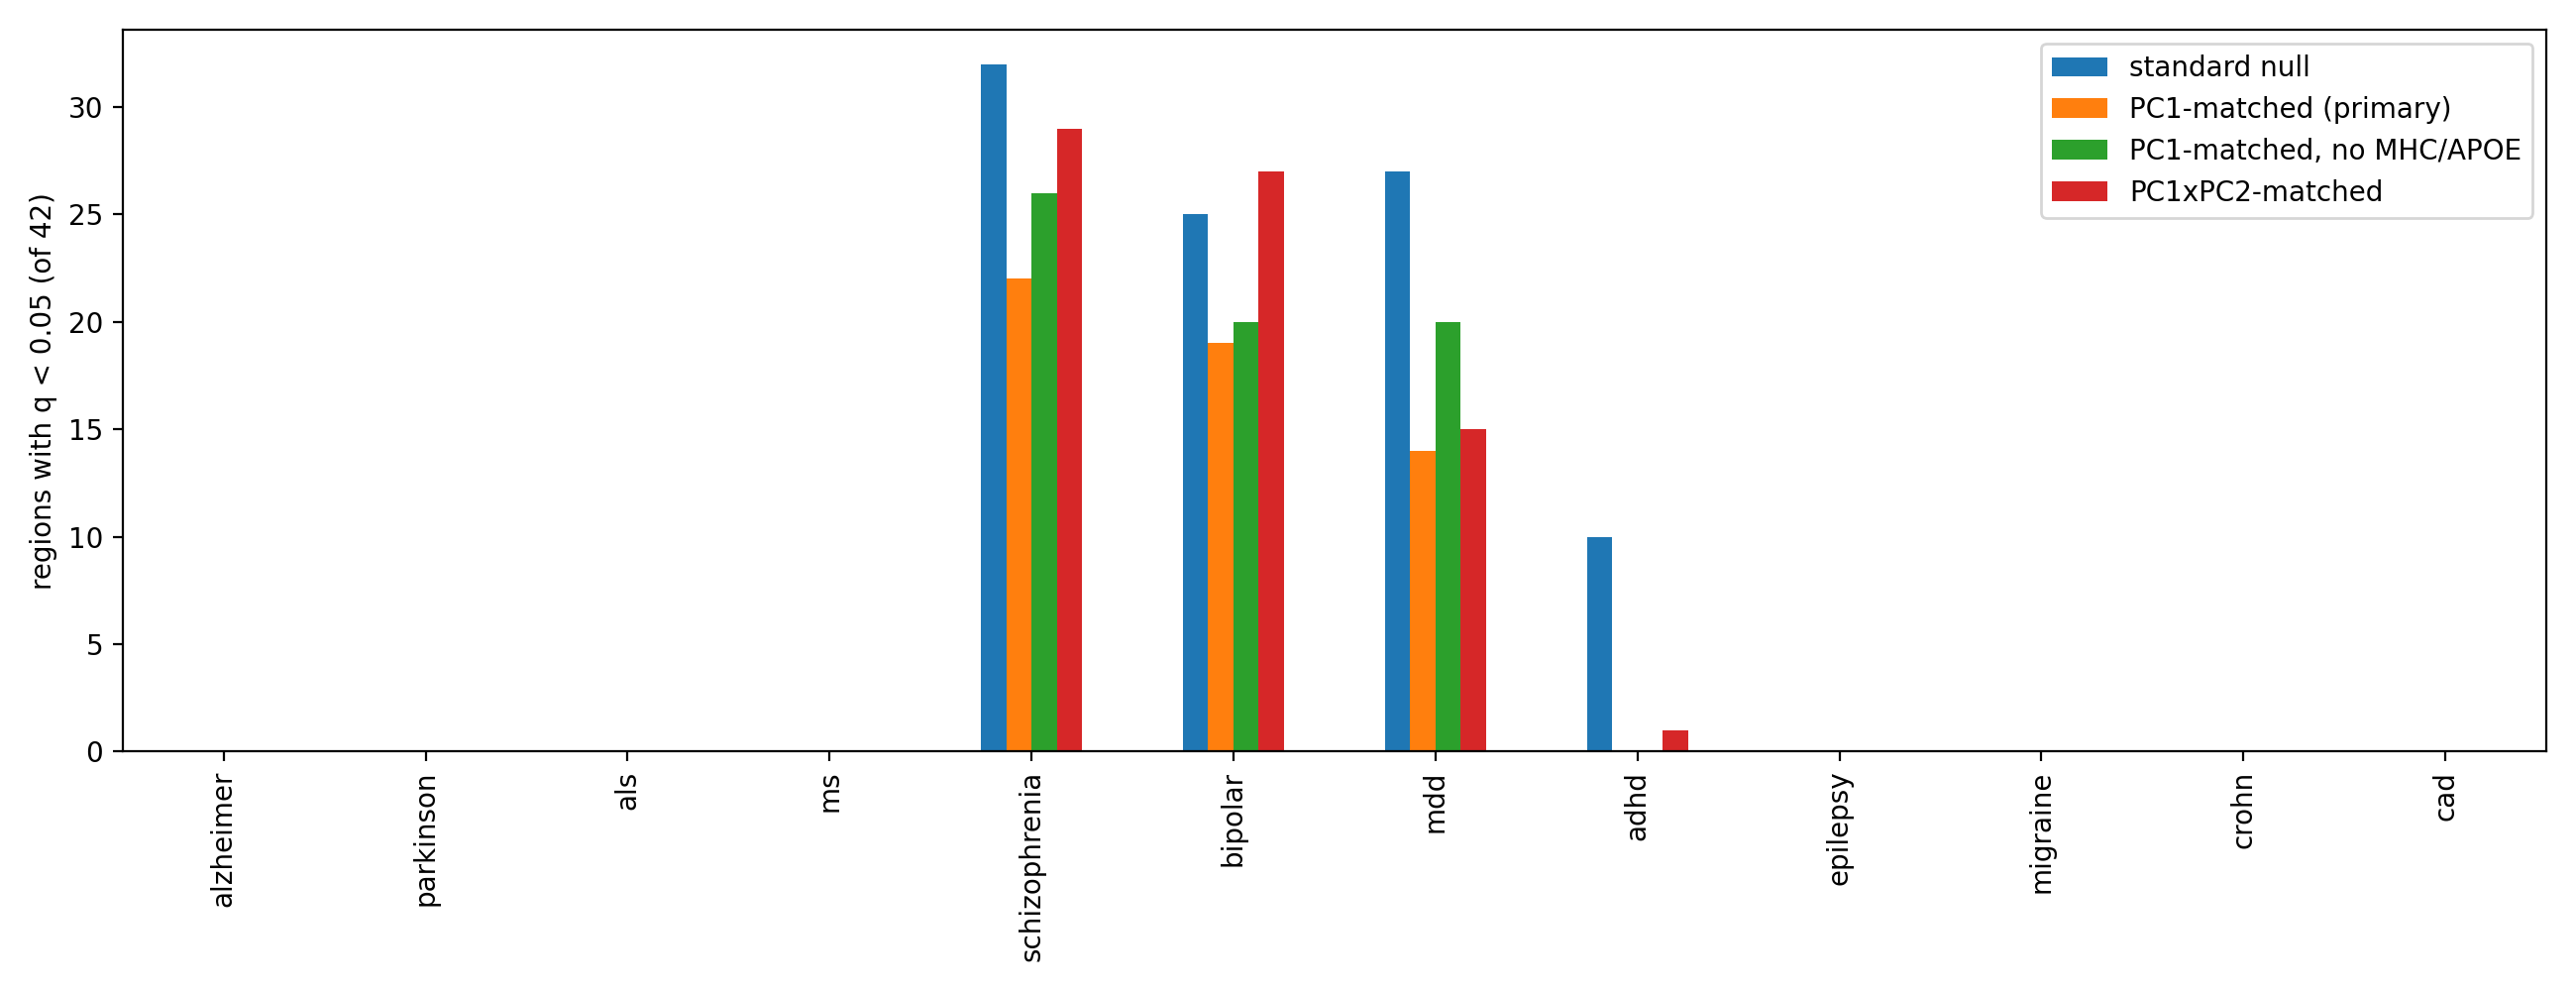 standard null
PC1-matched (primary)
PC1-matched, no MHC/APOE
PC1xPC2-matched
regions with q < 0.05 (of 42)
30
25
20
15
10
5
0
alzheimer
parkinson
als
ms
schizophrenia
bipolar
mdd
adhd
epilepsy
migraine
crohn
cad